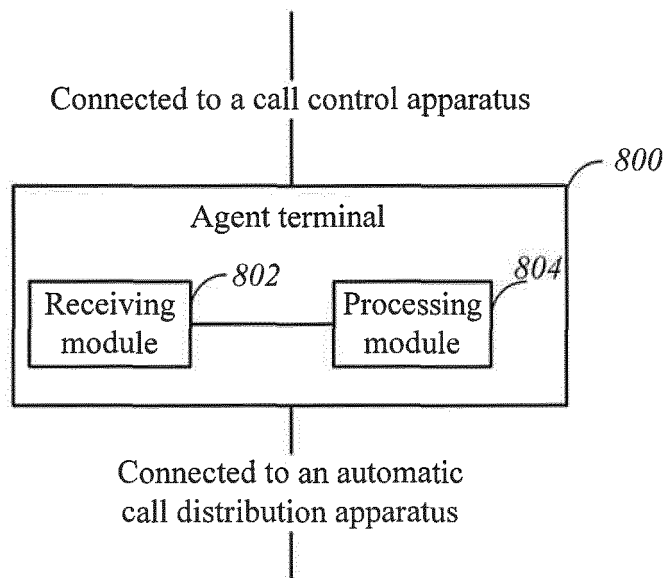 Connected to a call control apparatus
800
Agent terminal
802
804
Receiving
module
Processing
module
Connected to an automatic
call distribution apparatus